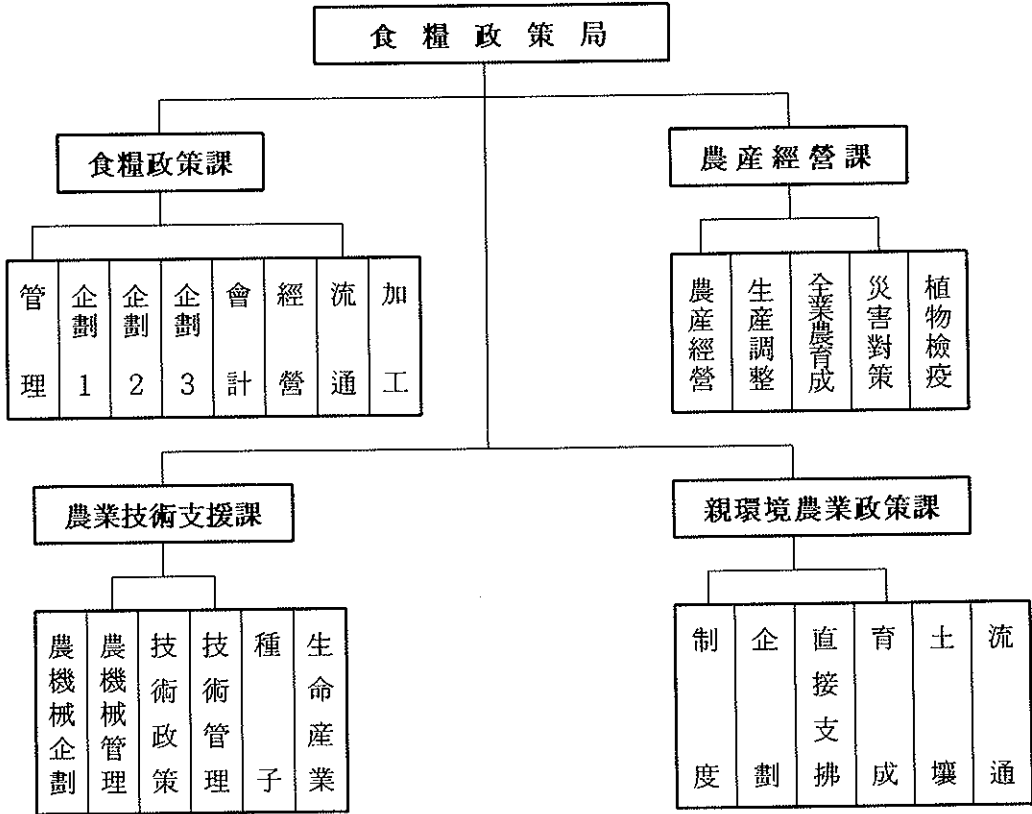 食糧政策局
食糧政策課
農産經營課
管理
企劃1
企劃2
企劃3
會計
經營
流通
加工
農産經營
生産調整
全業農育成
災害對策
植物檢疫
農業技術支援課
親環境農業政策課
農機械企劃
農機械管理
技術政策
技術管理
種子
生命産業
制度
企劃
直接支拂
育成
土壤
流通